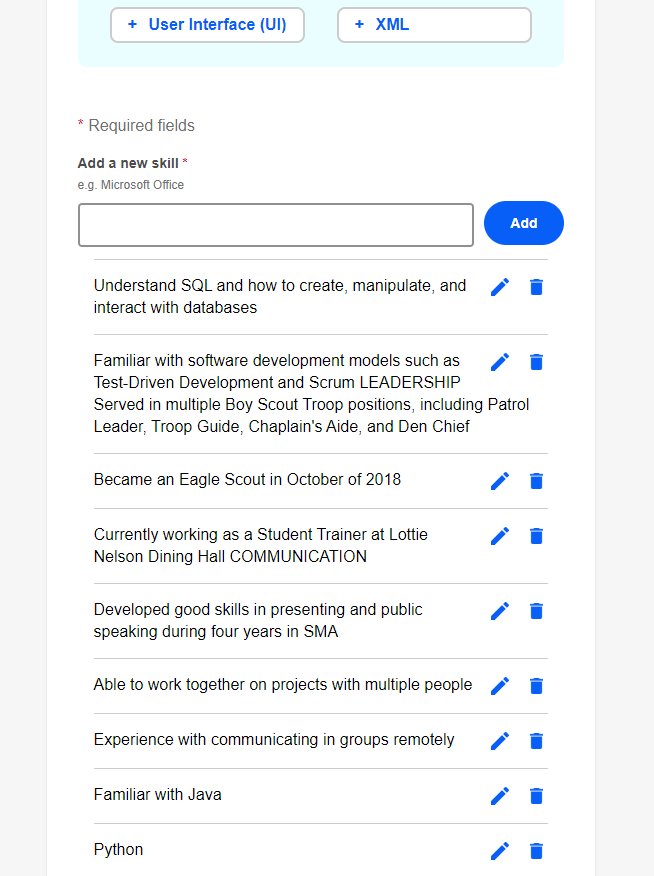 + User Interface (UI)
+ XML
* Required fields
Add a new skill *
e.g. Microsoft Office
Add
Understand SQL and how to create, manipulate, and
interact with databases
Familiar with software development models such as
Test-Driven Development and Scrum LEADERSHIP
Served in multiple Boy Scout Troop positions, including Patrol
Leader, Troop Guide, Chaplain's Aide, and Den Chief
Became an Eagle Scout in October of 2018
Currently working as a Student Trainer at Lottie
Nelson Dining Hall COMMUNICATION
Developed good skills in presenting and public
speaking during four years in SMA
Able to work together on projects with multiple people
Experience with communicating in groups remotely
Familiar with Java
Python